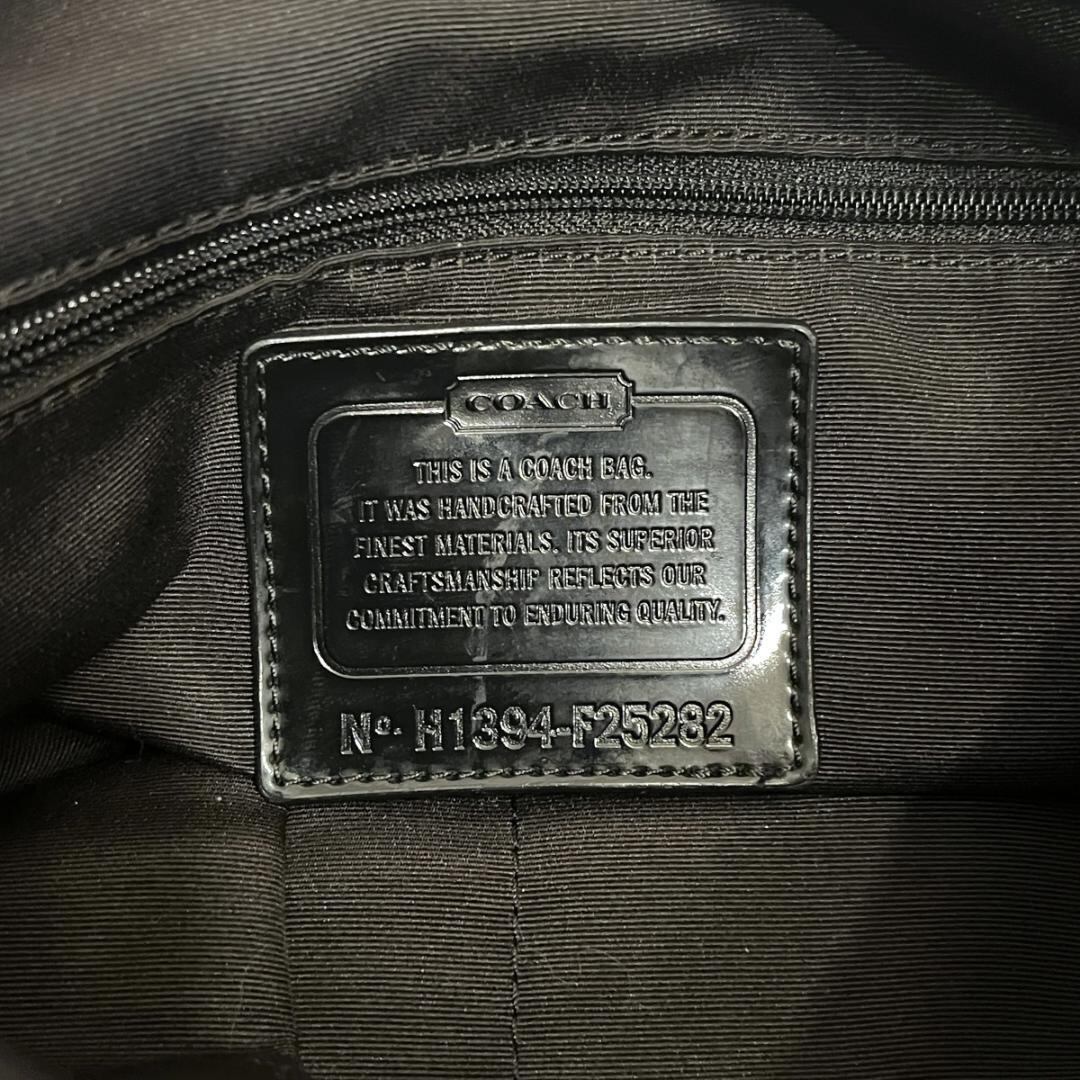 COACH
THIS IS A COACH BAG.
IT WAS HANDCRAFTED FROM THE
FINEST MATERIALS. ITS SUPERIOR
CRAFTSMANSHIP REFLECTS OUR
COMMITMENT TO ENDURING QUALITY.
Nº. H1394-F25282